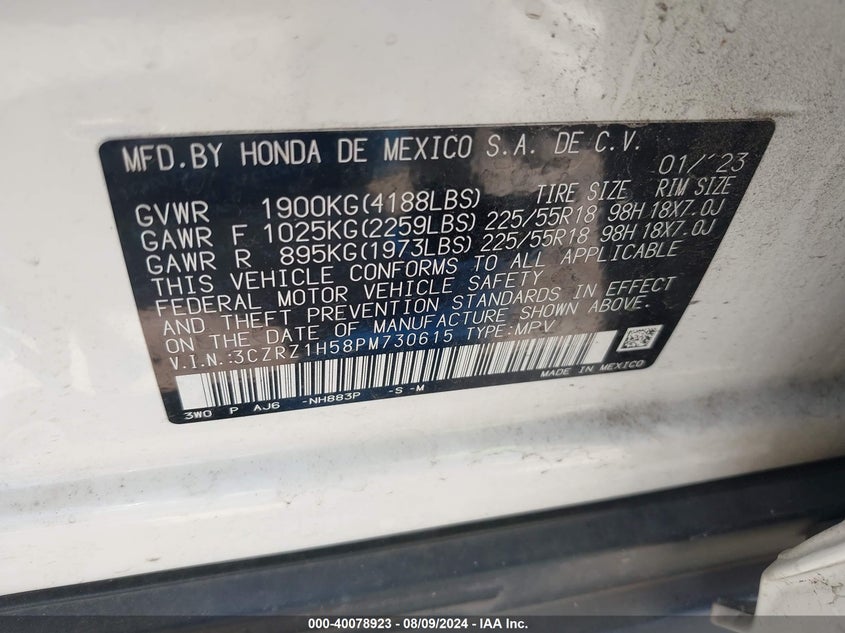 MFD.BY HONDA DE MEXICO S.A. DE C.V. 01/'23
GVWR 1900KG(4188LBS) TIRE SIZE RIM SIZE
GAWR F 1025KG(2259LBS) 225/55R18 98H 18X7.0J
GAWR R 895KG(1973LBS) 225/55R18 98H 18X7.0J
THIS VEHICLE CONFORMS TO ALL APPLICABLE
FEDERAL MOTOR VEHICLE SAFETY
AND THEFT PREVENTION STANDARDS IN EFFECT
ON THE DATE OF MANUFACTURE SHOWN ABOVE.
V.I.N.:3CZRZ1H58PM730615 TYPE:MPV
MADE IN MEXICO
3W0 P AJ6 -NH883P -S -M
000-40078923 - 08/09/2024 - IAA Inc.